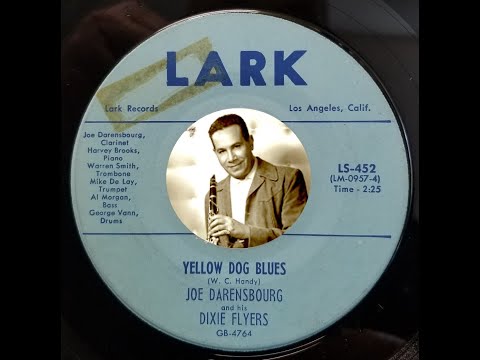 LARK
Lark Records
Los Angeles, Calif.
Joe Darensbourg,
Clarinet
Harvey Brooks,
Piano
Warren Smith,
Trombone
Mike De Lay,
Trumpet
Al Morgan,
Bass
George Vann,
Drums
LS-452
(LM-0957-4)
Time - 2:25
YELLOW DOG BLUES
(W. C. Handy)
JOE DARENSBOURG
and his
DIXIE FLYERS
GB-4764